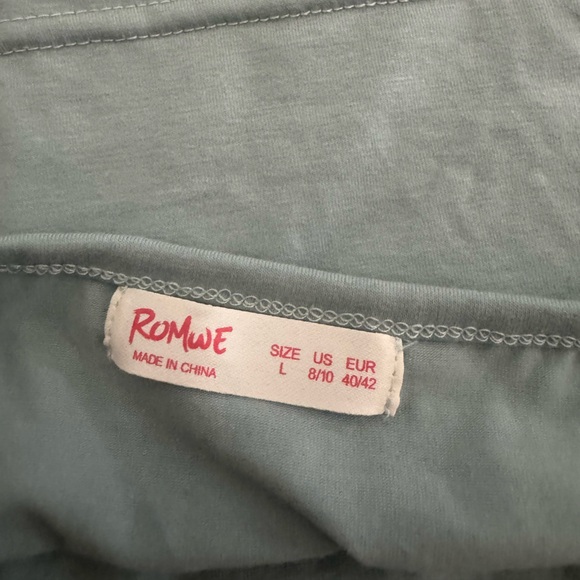 ROMWE
MADE IN CHINA
SIZE US EUR
L 8/10 40/42